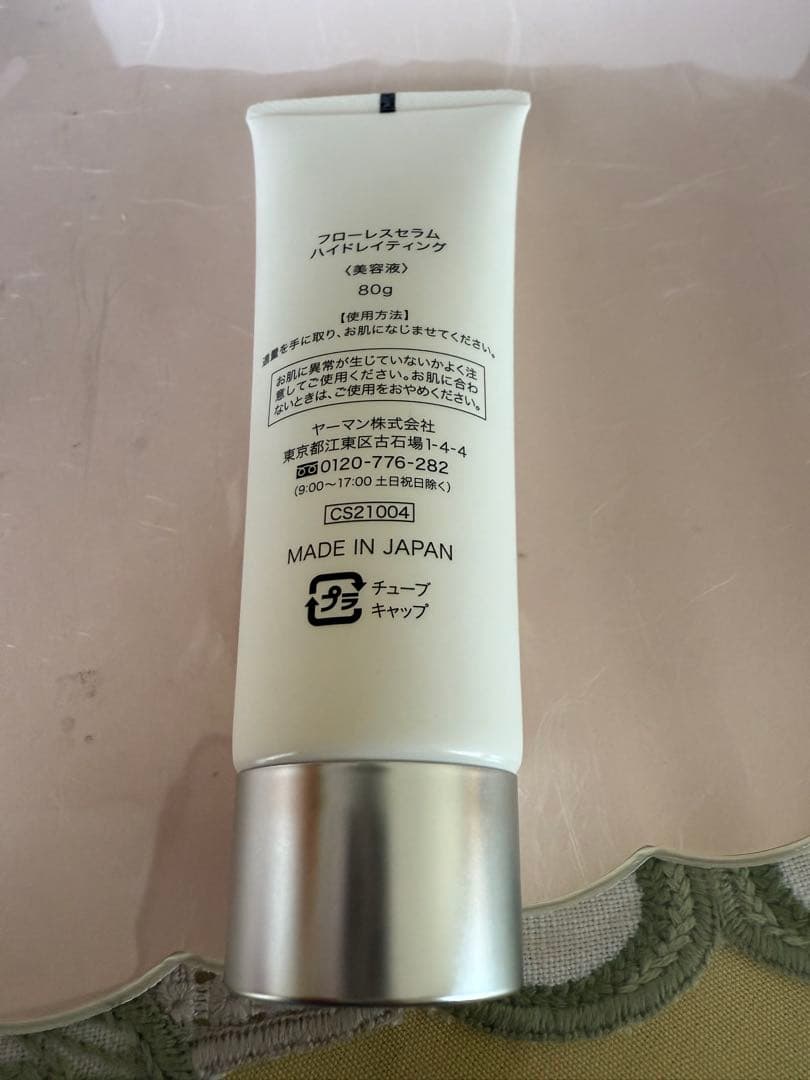 フローレスセラム
ハイドレイティング
〈美容液〉
80g
【使用方法】
適量を手に取り、お肌になじませてください。
お肌に異常が生じていないかよく注
意してご使用ください。お肌に合わ
ないときは、ご使用をおやめください。
ヤーマン株式会社
東京都江東区古石場1-4-4
0120-776-282
(9:00～17:00 土日祝日除く)
CS21004
MADE IN JAPAN
プラ
チューブ
キャップ